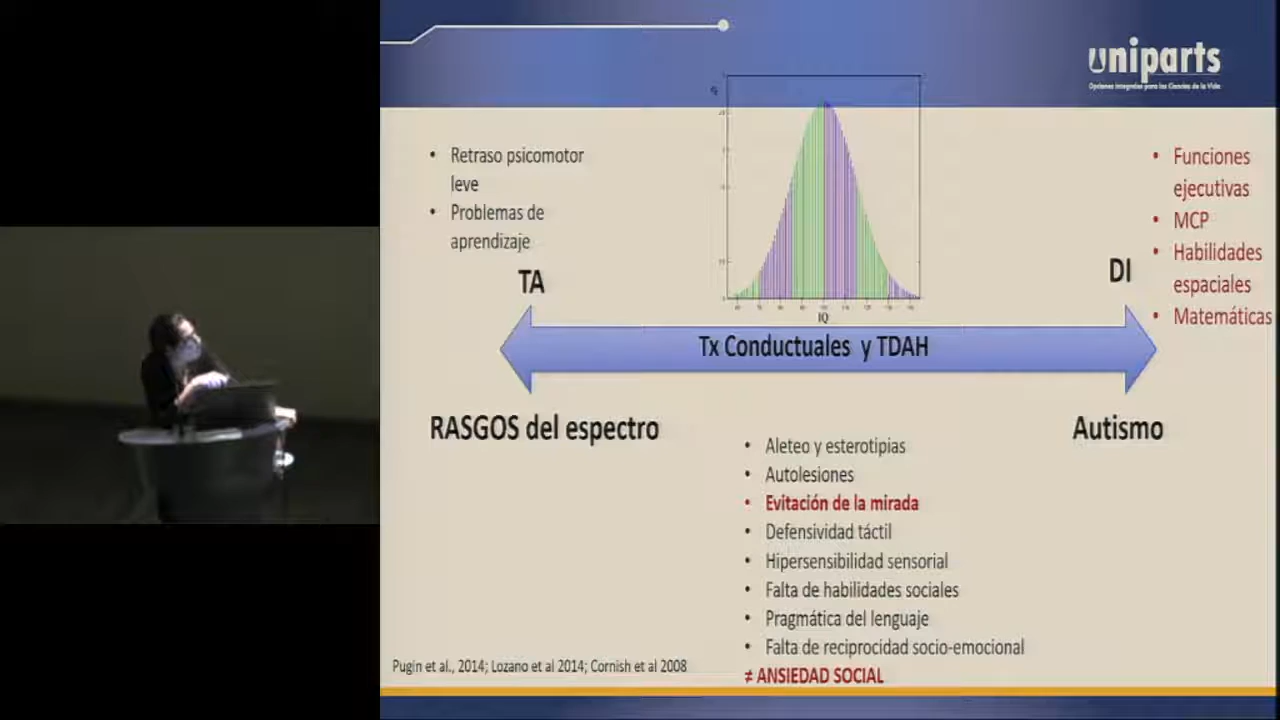 uniparts
Opciones Integrales para las Ciencias de la Vida
• Retraso psicomotor
leve
• Problemas de
aprendizaje
TA
IQ
• Funciones
ejecutivas
• MCP
• Habilidades
espaciales
• Matemáticas
DI
Tx Conductuales y TDAH
RASGOS del espectro
Autismo
• Aleteo y esterotipias
• Autolesiones
• Evitación de la mirada
• Defensividad táctil
• Hipersensibilidad sensorial
• Falta de habilidades sociales
• Pragmática del lenguaje
• Falta de reciprocidad socio-emocional
≠ ANSIEDAD SOCIAL
Pugin et al., 2014; Lozano et al 2014; Cornish et al 2008